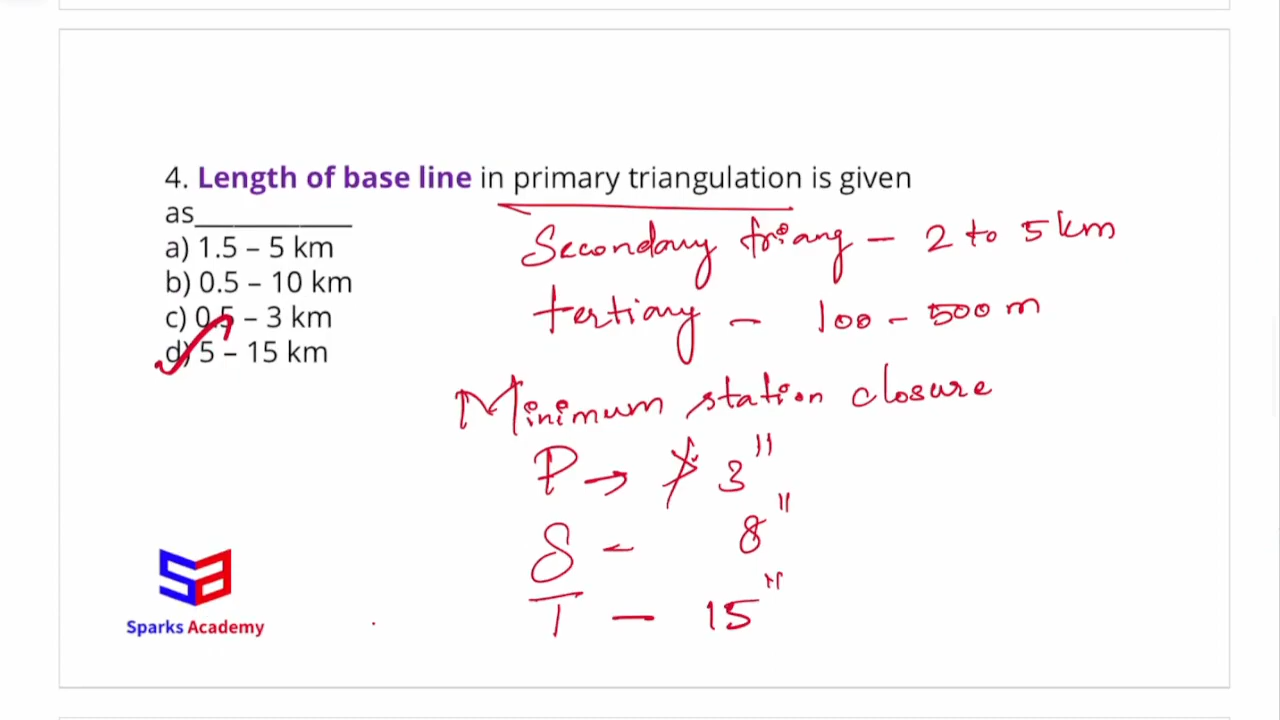 4. Length of base line in primary triangulation is given
as___________
a) 1.5 – 5 km
b) 0.5 – 10 km
c) 0.5 – 3 km
d) 5 – 15 km
Secondary triang – 2 to 5 km
tertiary – 100 – 500 m
Minimum station closure
P → 3"
S – 8"
T – 15"
Sparks Academy